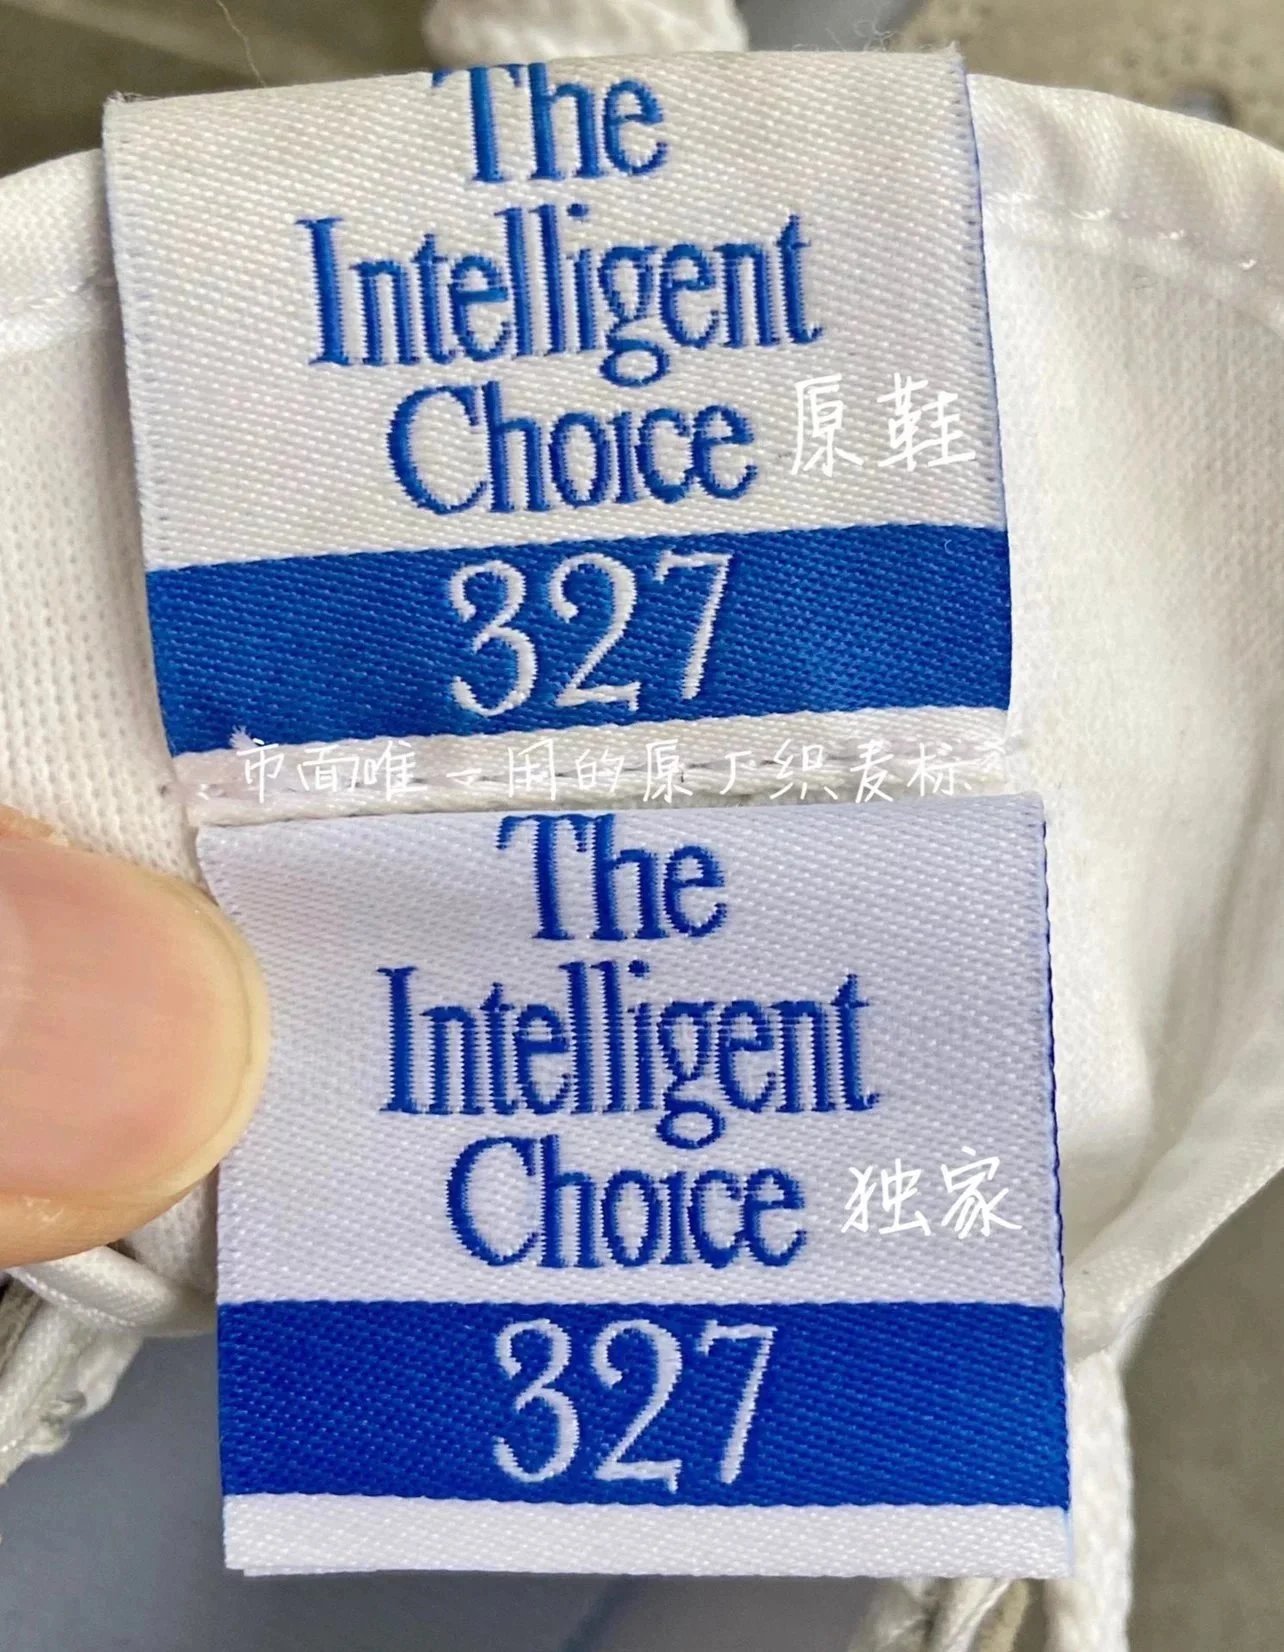 The
Intelligent
Choice
原鞋
327
市面唯一用的原厂织麦标
The
Intelligent
Choice
独家
327